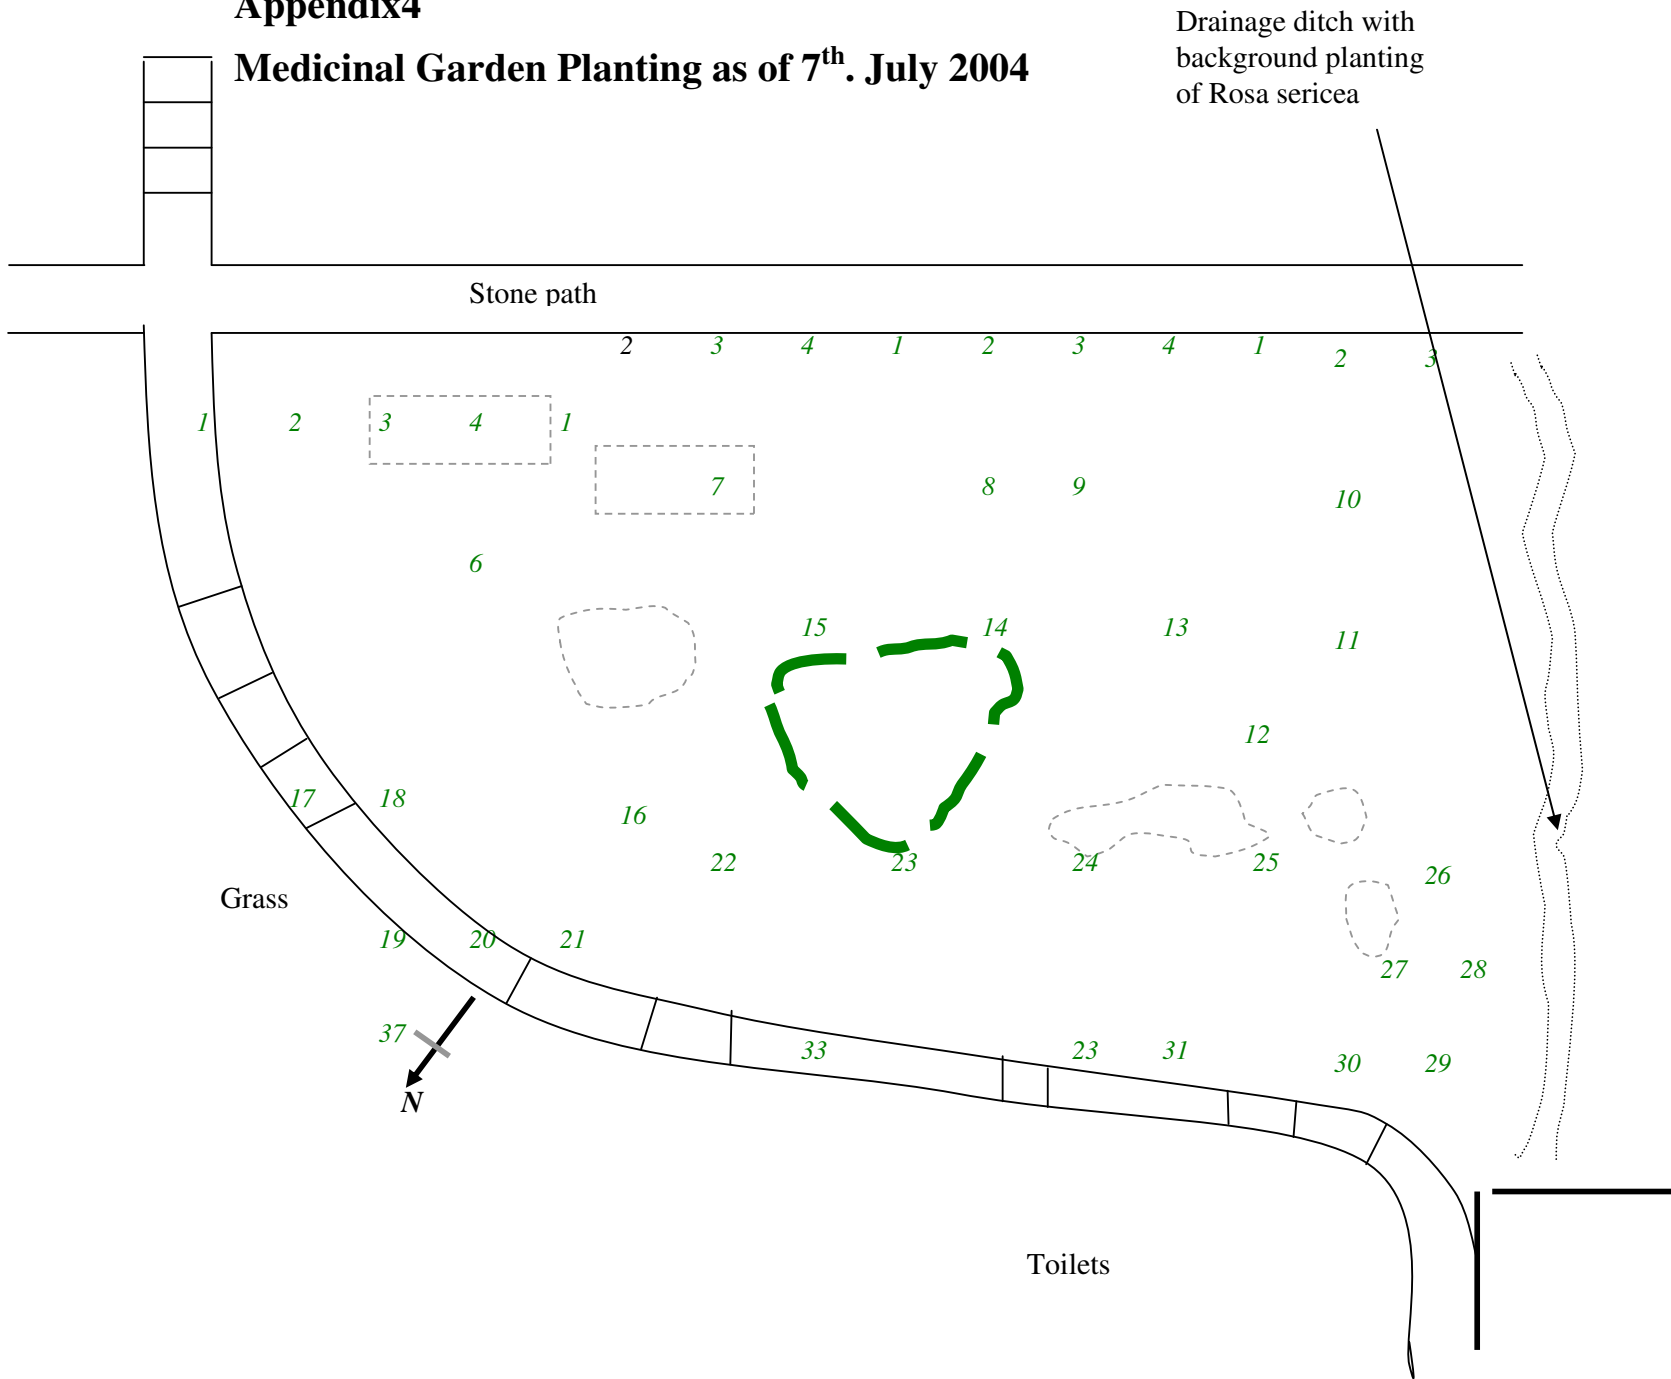 Appendix4
Medicinal Garden Planting as of 7th. July 2004
Drainage ditch with
background planting
of Rosa sericea
Stone path
2 3 4 1 2 3 4 1 2 3
1 2 3 4 1
7 8 9 10
6
15 14 13 11
12
17 18 16
22 23 24 25 26
Grass
19 20 21
27 28
37
33 23 31 30 29
N
Toilets